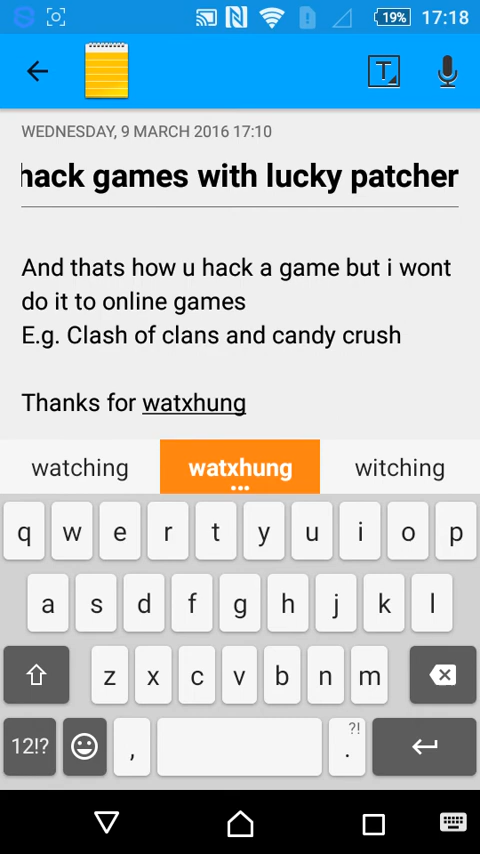 19% 17:18
T
WEDNESDAY, 9 MARCH 2016 17:10
hack games with lucky patcher
And thats how u hack a game but i wont
do it to online games
E.g. Clash of clans and candy crush
Thanks for watxhung
watching watxhung witching
q w e r t y u i o p
a s d f g h j k l
z x c v b n m
12!? , ?! .